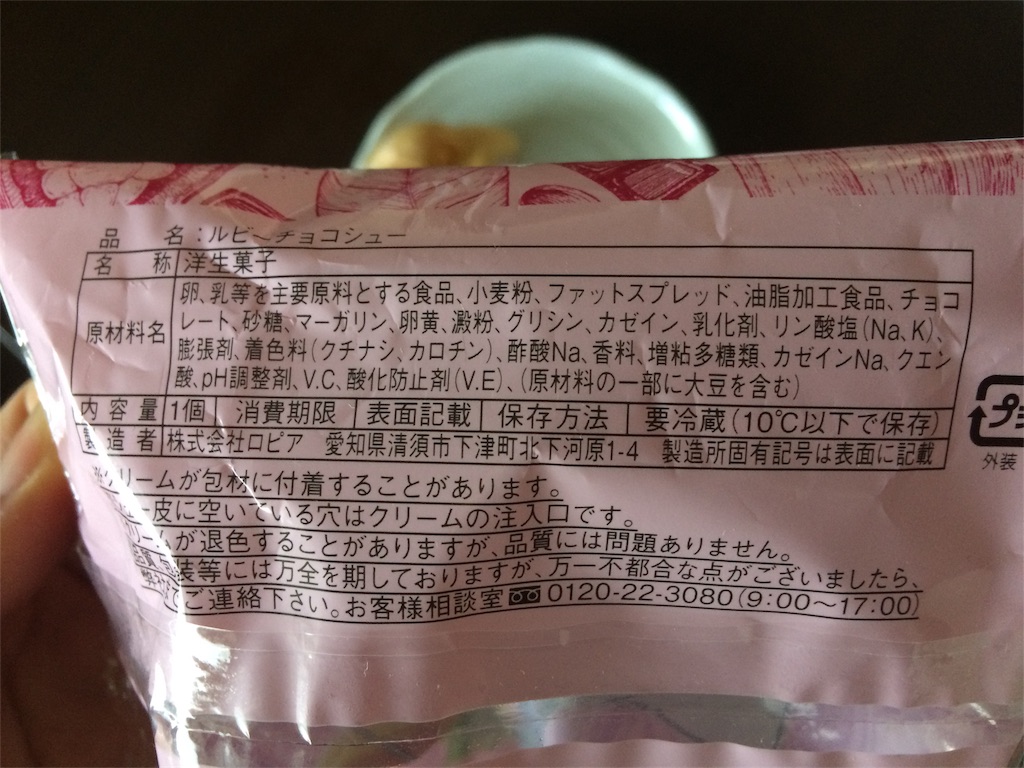 品 名：ルビーチョコシュー
名 称 洋生菓子
原材料名 卵、乳等を主要原料とする食品、小麦粉、ファットスプレッド、油脂加工食品、チョコ
レート、砂糖、マーガリン、卵黄、澱粉、グリシン、カゼイン、乳化剤、リン酸塩(Na、K)、
膨張剤、着色料(クチナシ、カロチン)、酢酸Na、香料、増粘多糖類、カゼインNa、クエン
酸、pH調整剤、V.C、酸化防止剤(V.E)、(原材料の一部に大豆を含む)
内容量 1個 消費期限 表面記載 保存方法 要冷蔵(10℃以下で保存)
製造者 株式会社ロピア 愛知県清須市下津町北下河原1-4 製造所固有記号は表面に記載
プラ
外装
※クリームが包材に付着することがあります。
皮に空いている穴はクリームの注入口です。
クリームが退色することがありますが、品質には問題ありません。
装等には万全を期しておりますが、万一不都合な点がございましたら、
ご連絡下さい。お客様相談室 0120-22-3080(9:00〜17:00)